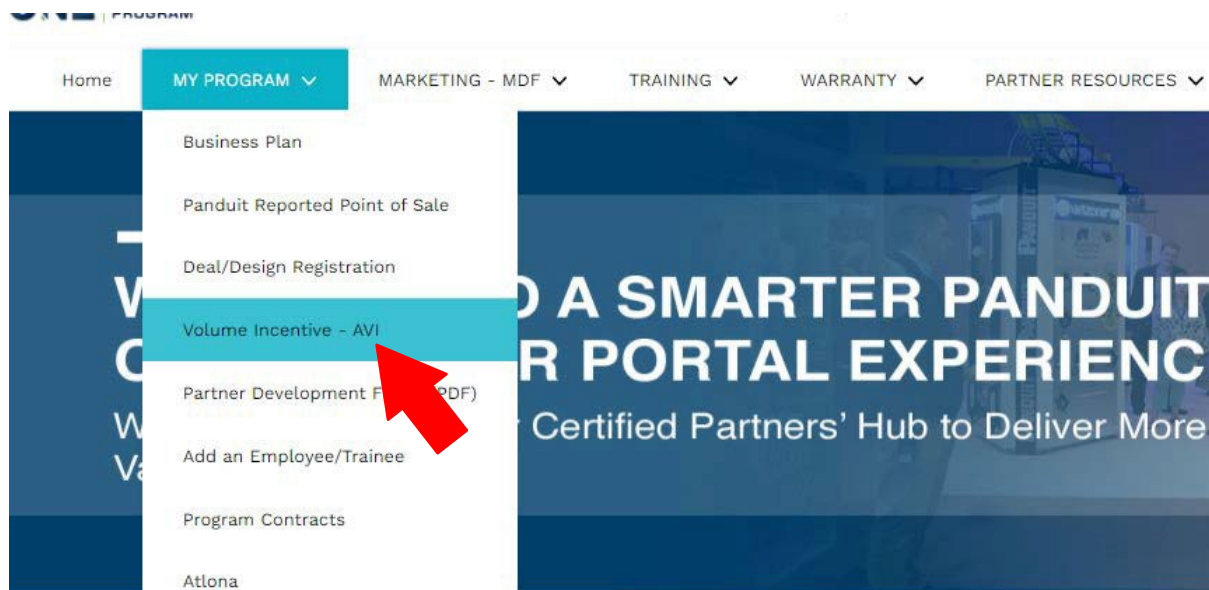 PROGRAM
Home MY PROGRAM MARKETING - MDF TRAINING WARRANTY PARTNER RESOURCES
Business Plan
Panduit Reported Point of Sale
Deal/Design Registration
Volume Incentive - AVI
A SMARTER PANDUIT
PORTAL
Partner Development
PDF)
Certified Partners' Hub to Deliver More
Add an Employee/Trainee
Program Contracts
Atlona
PANDUIT